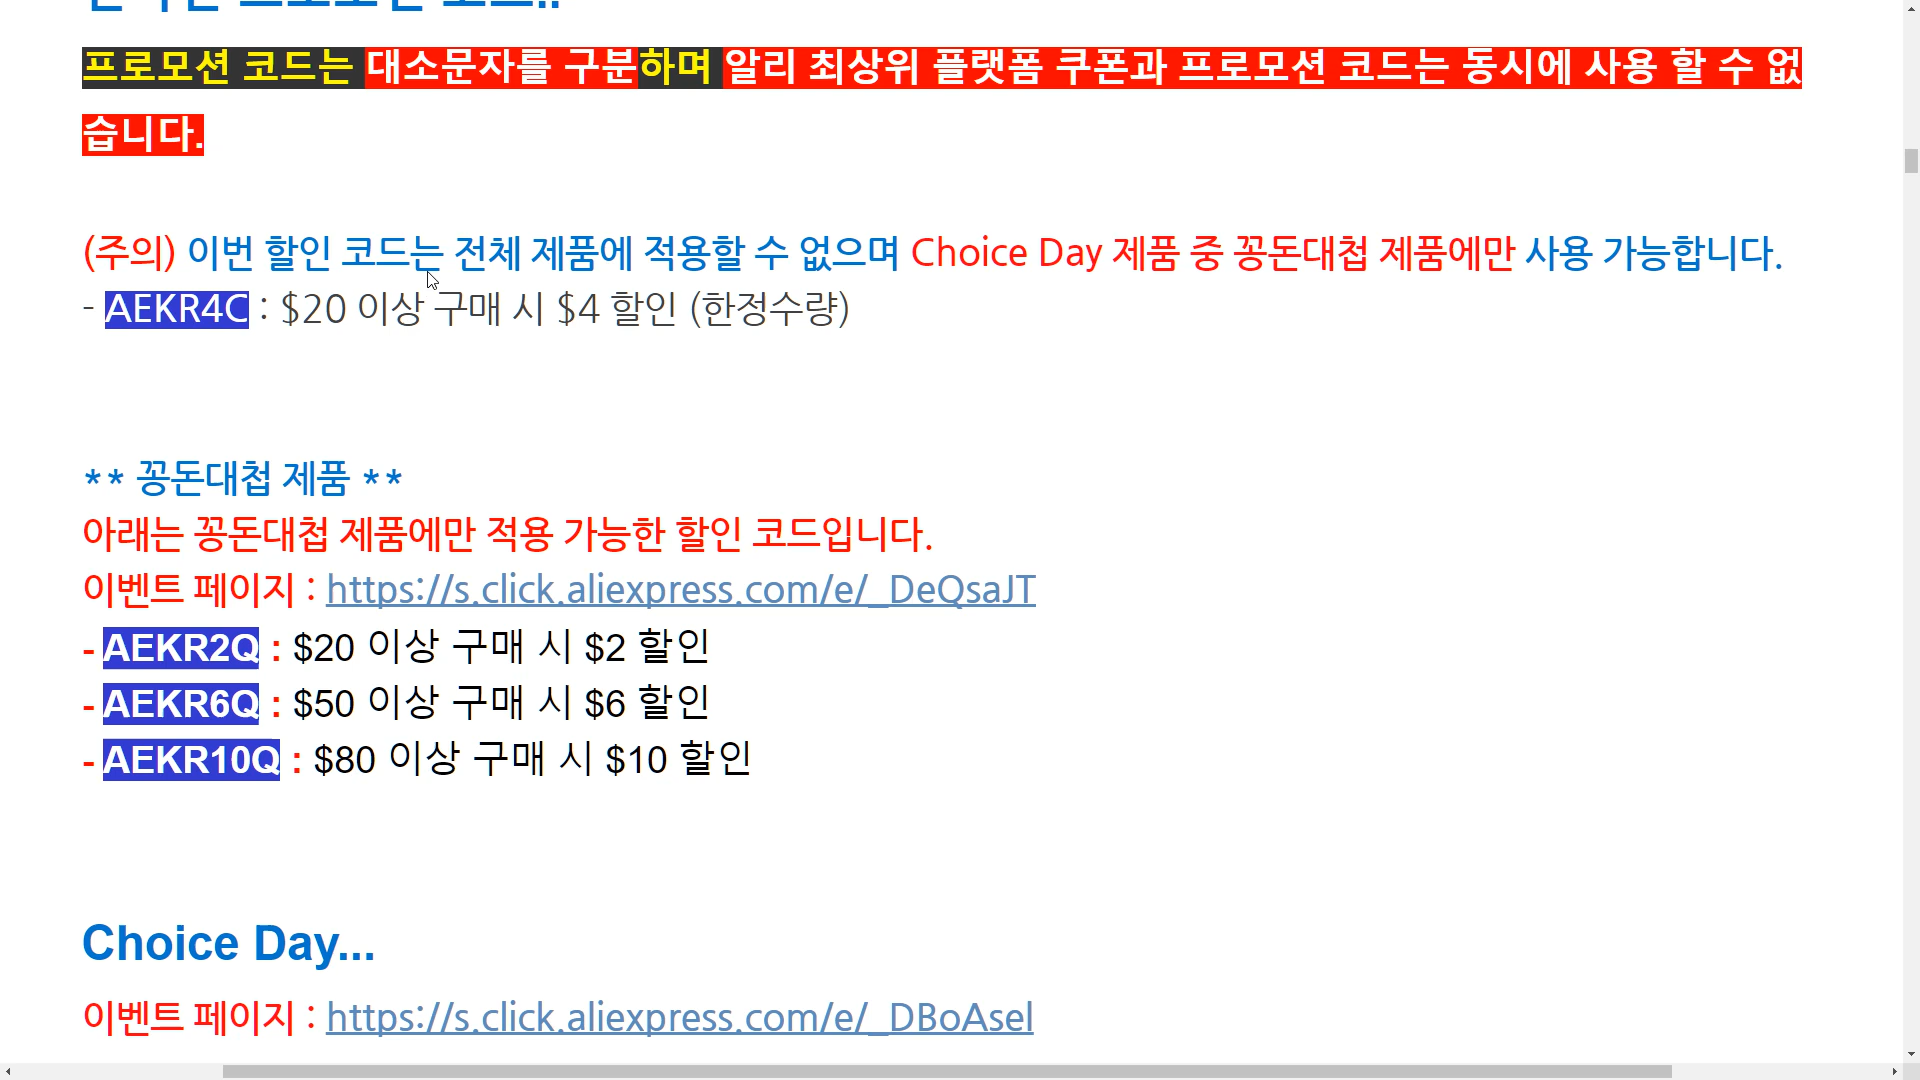 프로모션 코드는 대소문자를 구분하며 알리 최상위 플랫폼 쿠폰과 프로모션 코드는 동시에 사용 할 수 없
습니다.
(주의) 이번 할인 코드는 전체 제품에 적용할 수 없으며 Choice Day 제품 중 꽁돈대첩 제품에만 사용 가능합니다.
- AEKR4C : $20 이상 구매 시 $4 할인 (한정수량)
** 꽁돈대첩 제품 **
아래는 꽁돈대첩 제품에만 적용 가능한 할인 코드입니다.
이벤트 페이지 : https://s.click.aliexpress.com/e/_DeQsaJT
- AEKR2Q : $20 이상 구매 시 $2 할인
- AEKR6Q : $50 이상 구매 시 $6 할인
- AEKR10Q : $80 이상 구매 시 $10 할인
Choice Day...
이벤트 페이지 : https://s.click.aliexpress.com/e/_DBoAsel